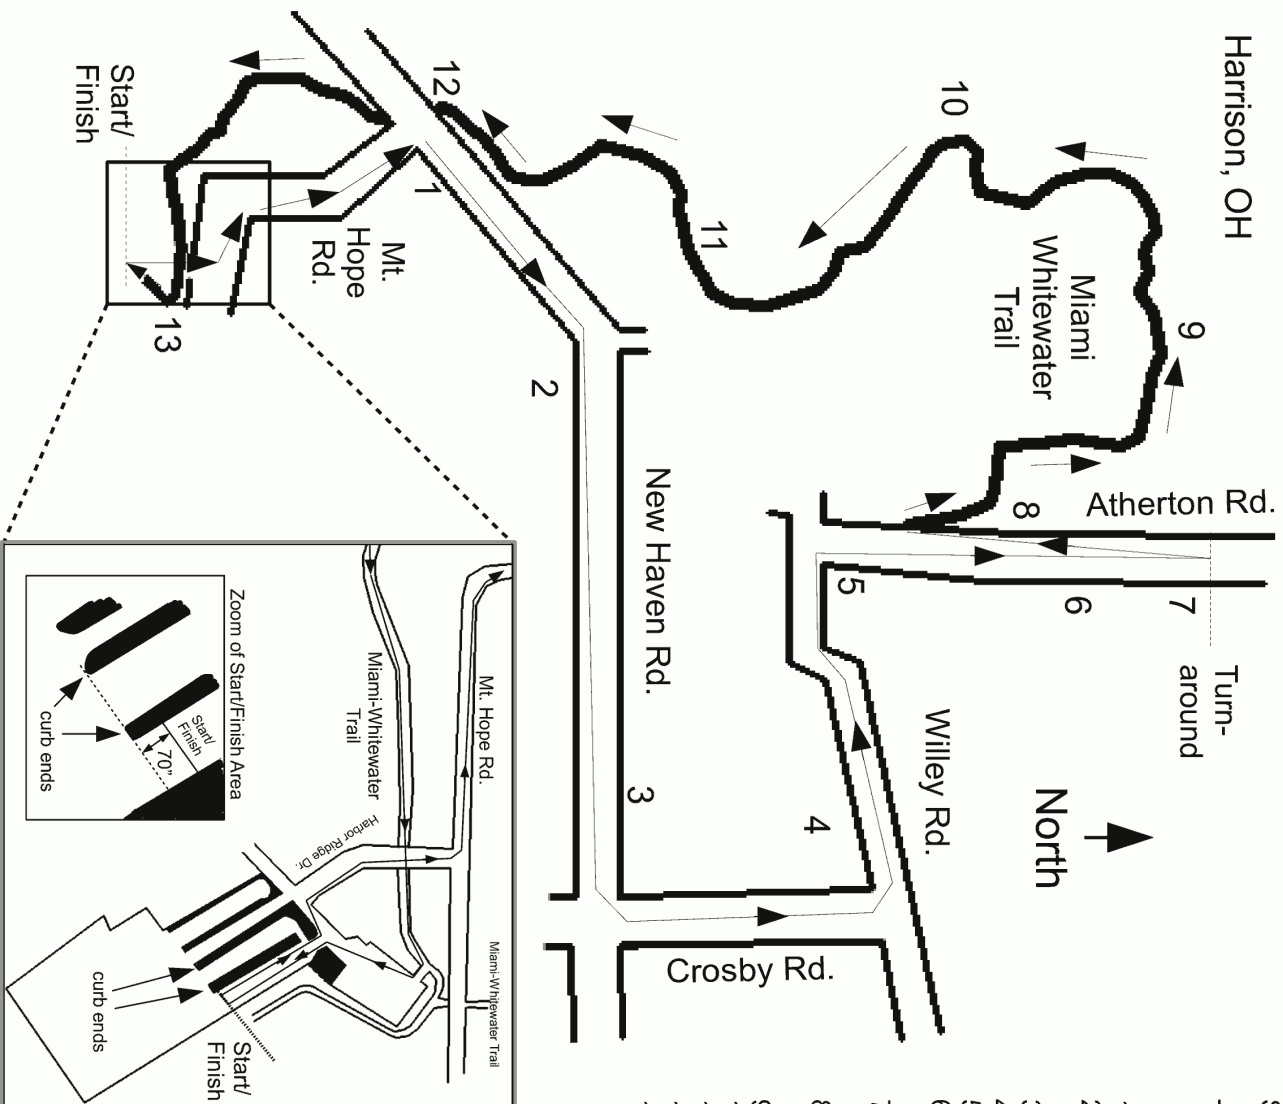 Harrison, OH
Start/
Finish
12
10
1
11
Mt.
Hope
Rd.
Miami
Whitewater
Trail
9
13
2
8
Atherton Rd.
New Haven Rd.
5
6
7
Turn-
around
Willey Rd.
3
4
North
Crosby Rd.
Zoom of Start/Finish Area
curb ends
Start/
Finish
70”
Miami-Whitewater
Trail
Mt. Hope Rd.
Harbor Ridge Dr.
Miami-Whitewater Trail
curb ends
Start/
Finish